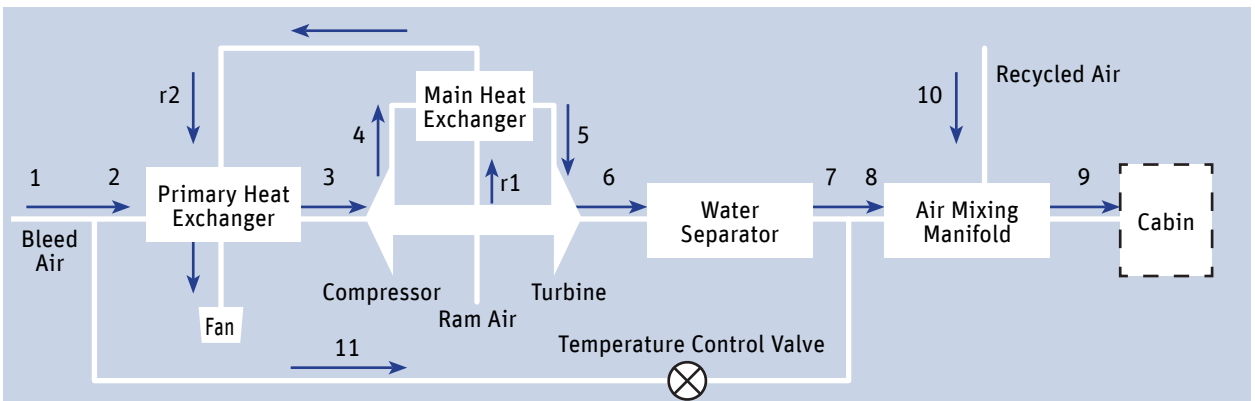 Recycled Air
r2
Main Heat
Exchanger
10
4
5
1
2
Primary Heat
Exchanger
3
r1
6
Water
Separator
7
8
Air Mixing
Manifold
9
Cabin
Bleed
Air
Compressor
Turbine
Ram Air
Fan
11
Temperature Control Valve